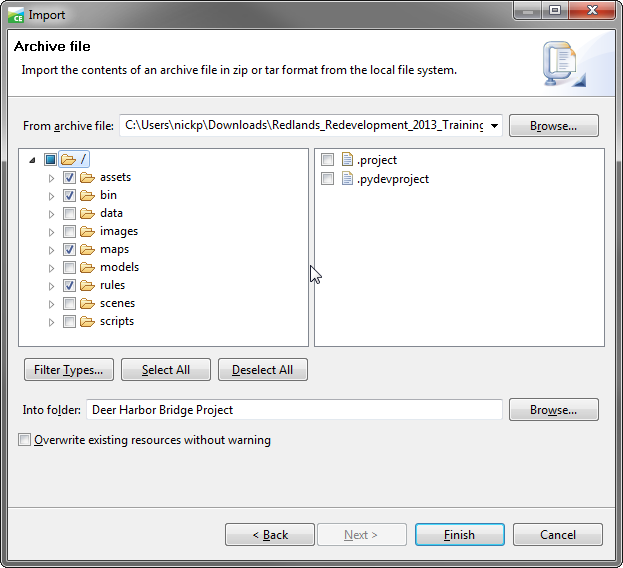 CE Import
Archive file
Import the contents of an archive file in zip or tar format from the local file system.
From archive file: C:\Users\nickp\Downloads\Redlands_Redevelopment_2013_Training Browse...
/
assets
bin
data
images
maps
models
rules
scenes
scripts
.project
.pydevproject
Filter Types... Select All Deselect All
Into folder: Deer Harbor Bridge Project Browse...
Overwrite existing resources without warning
< Back Next > Finish Cancel